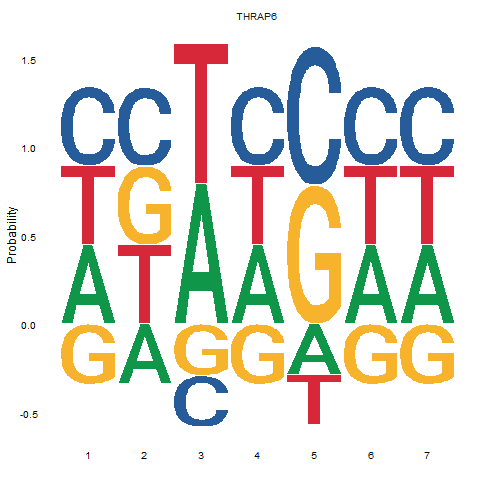 THRAP6
1.5
1.0
0.5
0.0
-0.5
Probability
C C T C C C C
T G A T G T T
A T G A A A A
G A C G T G G
1 2 3 4 5 6 7